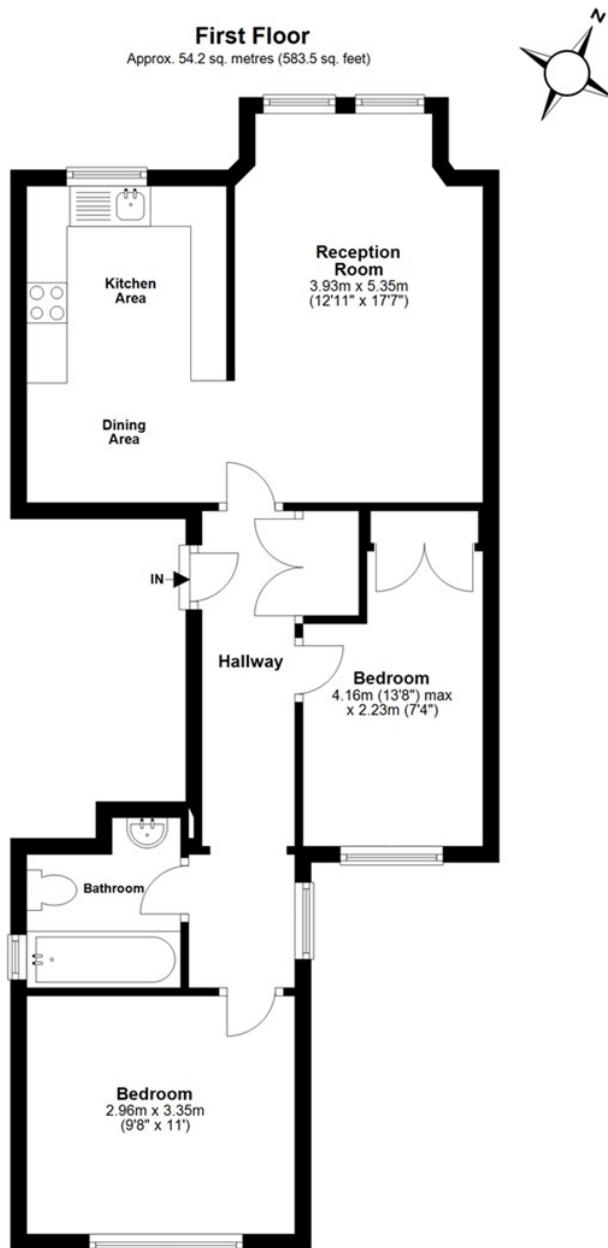 First Floor
Approx. 54.2 sq. metres (583.5 sq. feet)
N
Kitchen
Area
Reception
Room
3.93m x 5.35m
(12'11" x 17'7")
Dining
Area
IN
Hallway
Bedroom
4.16m (13'8") max
x 2.23m (7'4")
Bathroom
Bedroom
2.96m x 3.35m
(9'8" x 11')